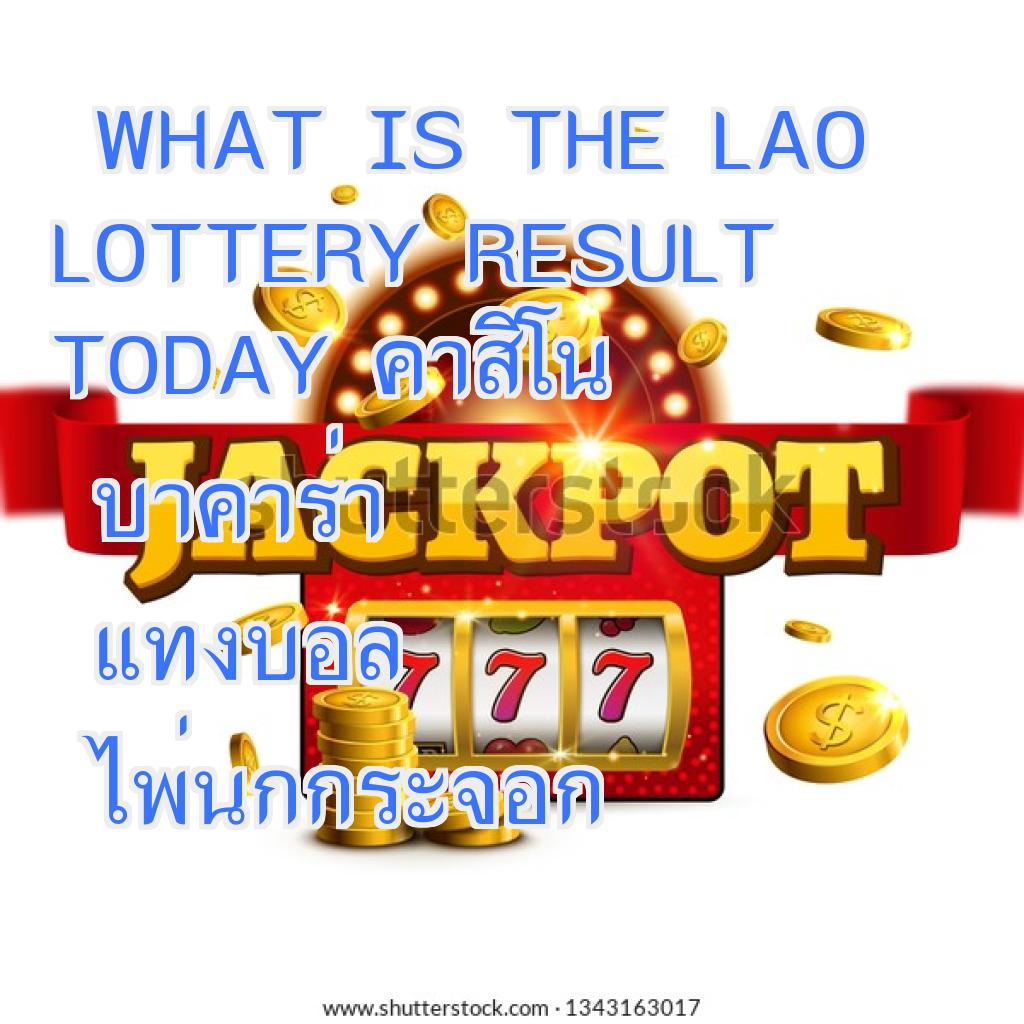 WHAT IS THE LAO
LOTTERY RESULT
TODAY คาสิโน
JACKPOT
shutterstock
บาคาร่า
แทงบอล
777
ไพ่นกกระจอก
www.shutterstock.com · 1343163017